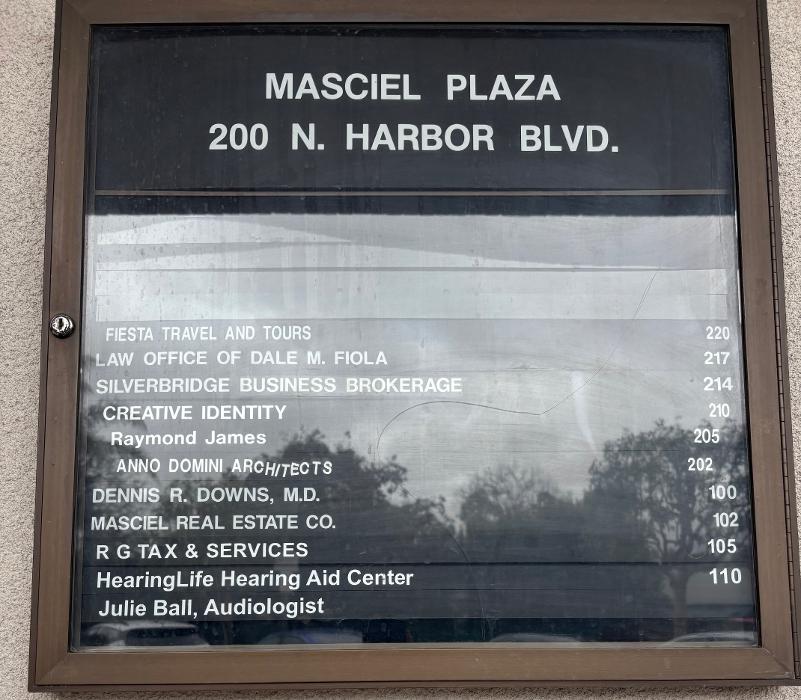 MASCIEL PLAZA
200 N. HARBOR BLVD.
FIESTA TRAVEL AND TOURS 220
LAW OFFICE OF DALE M. FIOLA 217
SILVERBRIDGE BUSINESS BROKERAGE 214
CREATIVE IDENTITY 210
Raymond James 205
ANNO DOMINI ARCHITECTS 202
DENNIS R. DOWNS, M.D. 100
MASCIEL REAL ESTATE CO. 102
R G TAX & SERVICES 105
HearingLife Hearing Aid Center 110
Julie Ball, Audiologist